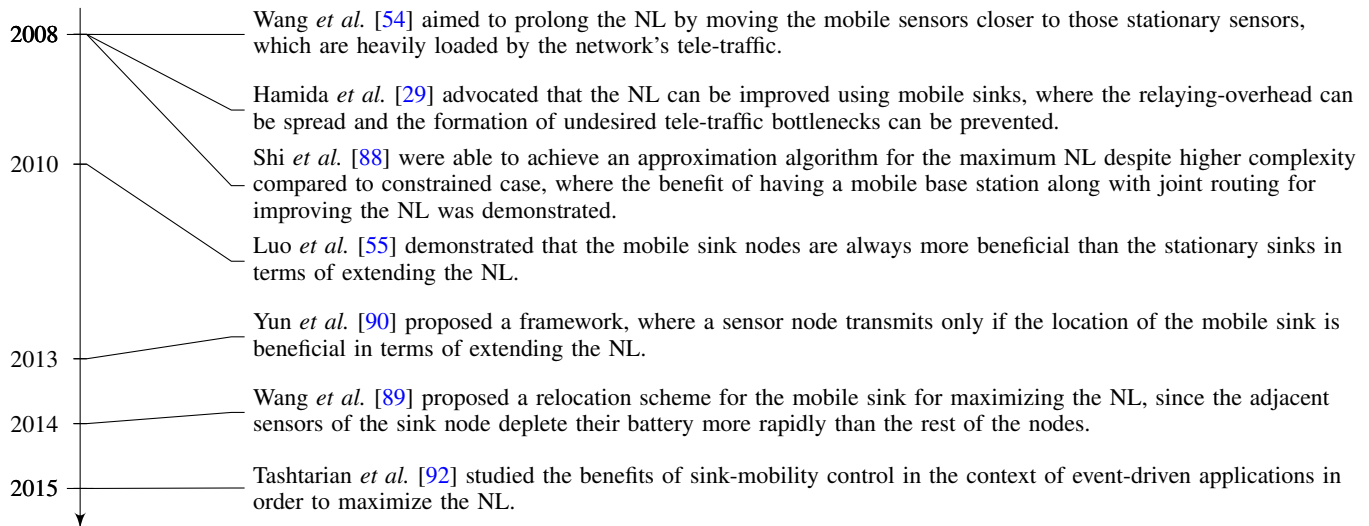 2008
Wang et al. [54] aimed to prolong the NL by moving the mobile sensors closer to those stationary sensors,
which are heavily loaded by the network's tele-traffic.
Hamida et al. [29] advocated that the NL can be improved using mobile sinks, where the relaying-overhead can
be spread and the formation of undesired tele-traffic bottlenecks can be prevented.
Shi et al. [88] were able to achieve an approximation algorithm for the maximum NL despite higher complexity
compared to constrained case, where the benefit of having a mobile base station along with joint routing for
improving the NL was demonstrated.
2010
Luo et al. [55] demonstrated that the mobile sink nodes are always more beneficial than the stationary sinks in
terms of extending the NL.
2013
Yun et al. [90] proposed a framework, where a sensor node transmits only if the location of the mobile sink is
beneficial in terms of extending the NL.
2014
Wang et al. [89] proposed a relocation scheme for the mobile sink for maximizing the NL, since the adjacent
sensors of the sink node deplete their battery more rapidly than the rest of the nodes.
2015
Tashtarian et al. [92] studied the benefits of sink-mobility control in the context of event-driven applications in
order to maximize the NL.